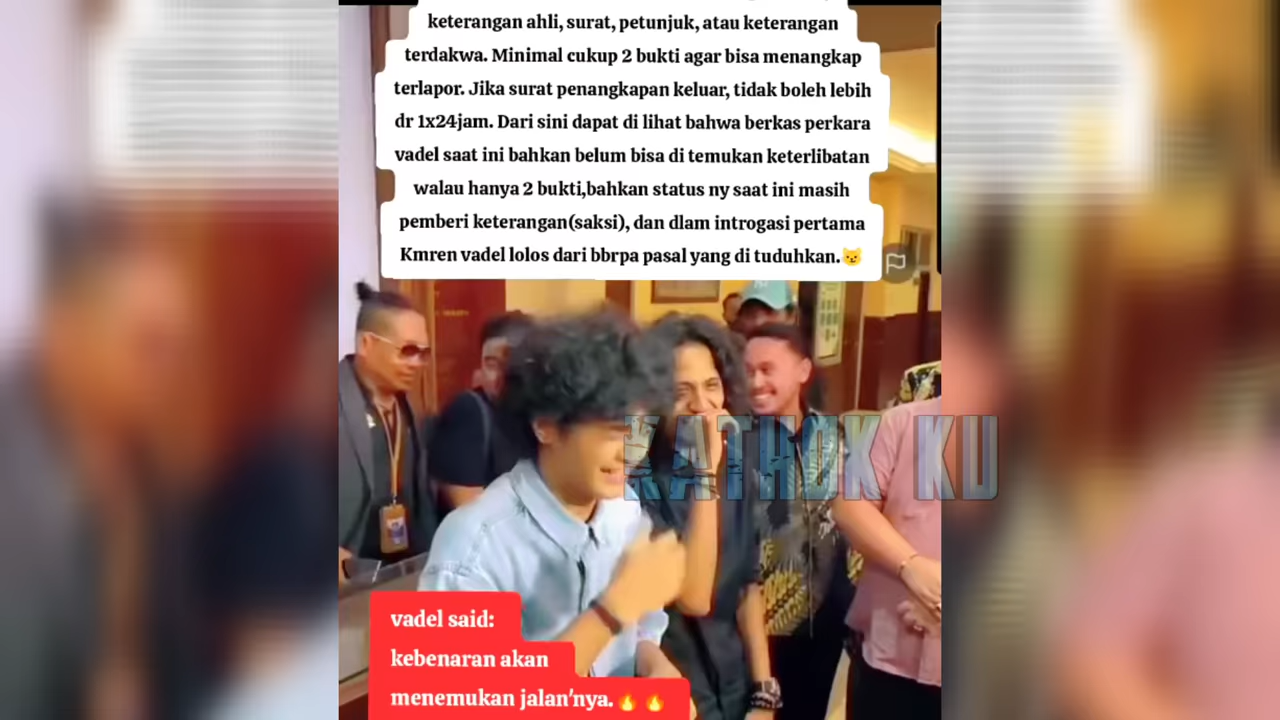 keterangan ahli, surat, petunjuk, atau keterangan
terdakwa. Minimal cukup 2 bukti agar bisa menangkap
terlapor. Jika surat penangkapan keluar, tidak boleh lebih
dr 1x24jam. Dari sini dapat di lihat bahwa berkas perkara
vadel saat ini bahkan belum bisa di temukan keterlibatan
walau hanya 2 bukti,bahkan status ny saat ini masih
pemberi keterangan(saksi), dan dlam introgasi pertama
Kmren vadel lolos dari bbrpa pasal yang di tuduhkan.😼
KATHOK KU
vadel said:
kebenaran akan
menemukan jalan'nya.🔥🔥